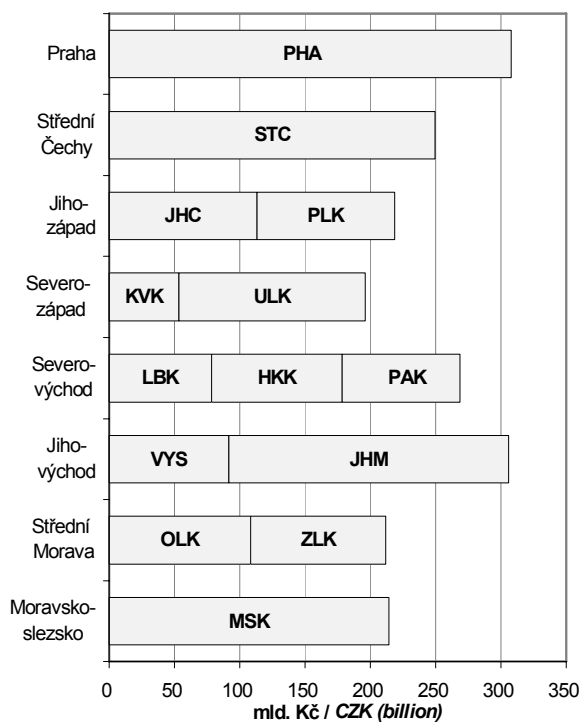 Praha
PHA
Střední
Čechy
STC
Jiho-
západ
JHC PLK
Severo-
západ
KVK ULK
Severo-
východ
LBK HKK PAK
Jiho-
východ
VYS JHM
Střední
Morava
OLK ZLK
Moravsko-
slezsko
MSK
0 50 100 150 200 250 300 350
mld. Kč / CZK (billion)